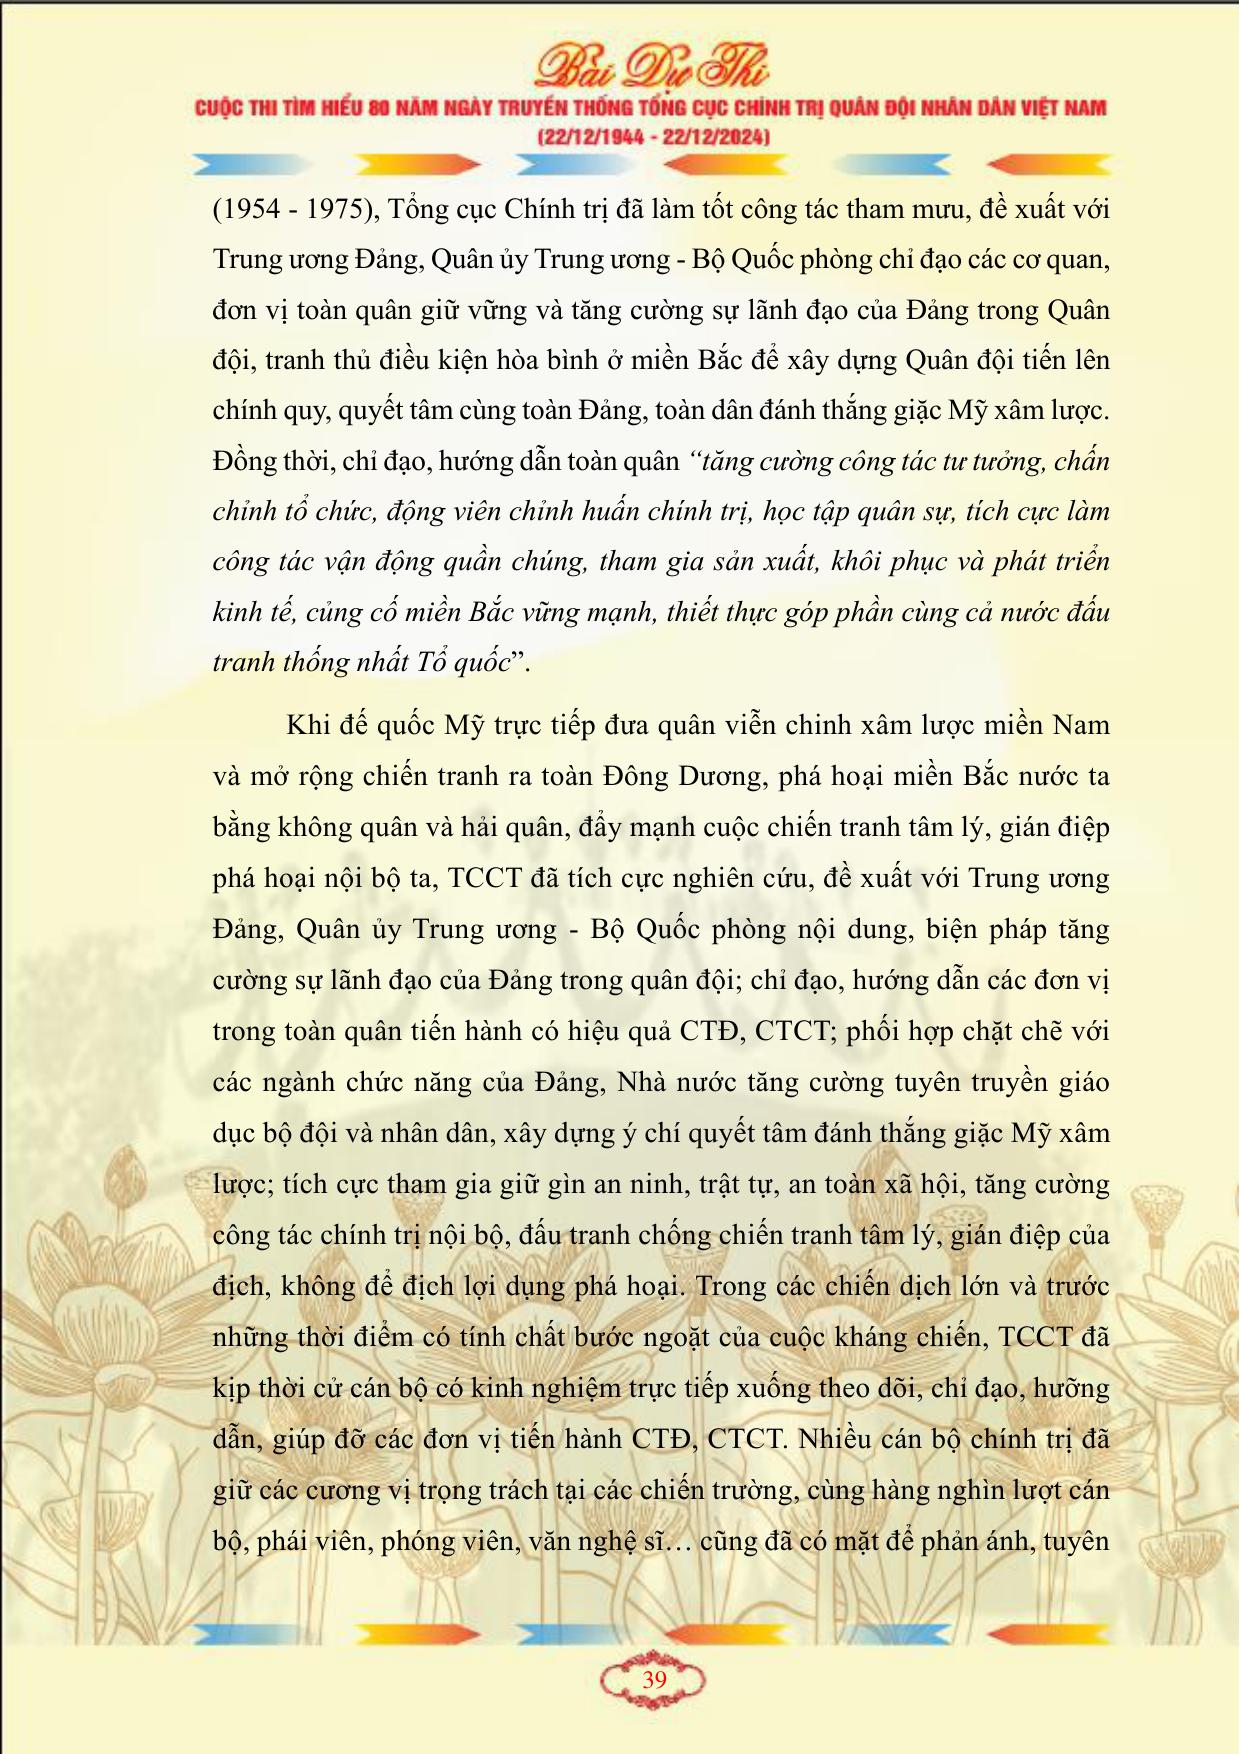 Bài Dự Thi
CUỘC THI TÌM HIỂU 80 NĂM NGÀY TRUYỀN THỐNG TỔNG CỤC CHÍNH TRỊ QUÂN ĐỘI NHÂN DÂN VIỆT NAM
(22/12/1944 - 22/12/2024)
(1954 - 1975), Tổng cục Chính trị đã làm tốt công tác tham mưu, đề xuất với
Trung ương Đảng, Quân ủy Trung ương - Bộ Quốc phòng chỉ đạo các cơ quan,
đơn vị toàn quân giữ vững và tăng cường sự lãnh đạo của Đảng trong Quân
đội, tranh thủ điều kiện hòa bình ở miền Bắc để xây dựng Quân đội tiến lên
chính quy, quyết tâm cùng toàn Đảng, toàn dân đánh thắng giặc Mỹ xâm lược.
Đồng thời, chỉ đạo, hướng dẫn toàn quân “tăng cường công tác tư tưởng, chấn
chỉnh tổ chức, động viên chỉnh huấn chính trị, học tập quân sự, tích cực làm
công tác vận động quần chúng, tham gia sản xuất, khôi phục và phát triển
kinh tế, củng cố miền Bắc vững mạnh, thiết thực góp phần cùng cả nước đấu
tranh thống nhất Tổ quốc”.
Khi đế quốc Mỹ trực tiếp đưa quân viễn chinh xâm lược miền Nam
và mở rộng chiến tranh ra toàn Đông Dương, phá hoại miền Bắc nước ta
bằng không quân và hải quân, đẩy mạnh cuộc chiến tranh tâm lý, gián điệp
phá hoại nội bộ ta, TCCT đã tích cực nghiên cứu, đề xuất với Trung ương
Đảng, Quân ủy Trung ương - Bộ Quốc phòng nội dung, biện pháp tăng
cường sự lãnh đạo của Đảng trong quân đội; chỉ đạo, hướng dẫn các đơn vị
trong toàn quân tiến hành có hiệu quả CTĐ, CTCT; phối hợp chặt chẽ với
các ngành chức năng của Đảng, Nhà nước tăng cường tuyên truyền giáo
dục bộ đội và nhân dân, xây dựng ý chí quyết tâm đánh thắng giặc Mỹ xâm
lược; tích cực tham gia giữ gìn an ninh, trật tự, an toàn xã hội, tăng cường
công tác chính trị nội bộ, đấu tranh chống chiến tranh tâm lý, gián điệp của
địch, không để địch lợi dụng phá hoại. Trong các chiến dịch lớn và trước
những thời điểm có tính chất bước ngoặt của cuộc kháng chiến, TCCT đã
kịp thời cử cán bộ có kinh nghiệm trực tiếp xuống theo dõi, chỉ đạo, hưỡng
dẫn, giúp đỡ các đơn vị tiến hành CTĐ, CTCT. Nhiều cán bộ chính trị đã
giữ các cương vị trọng trách tại các chiến trường, cùng hàng nghìn lượt cán
bộ, phái viên, phóng viên, văn nghệ sĩ… cũng đã có mặt để phản ánh, tuyên
39